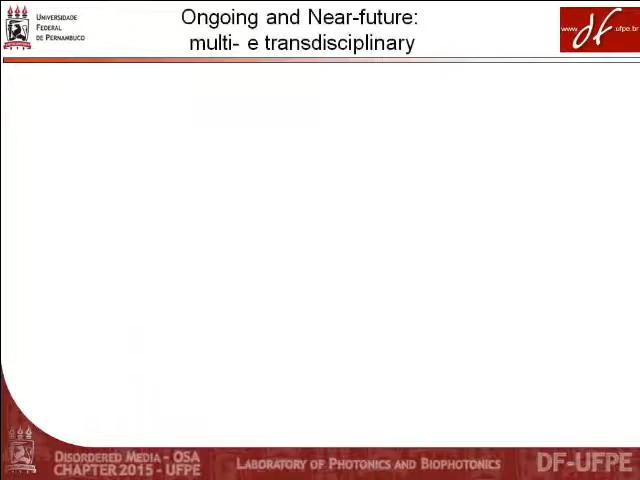 UNIVERSIDADE
FEDERAL
DE PERNAMBUCO
Ongoing and Near-future:
multi- e transdisciplinary
www.df.ufpe.br
DISORDERED MEDIA - OSA
CHAPTER 2015 - UFPE
LABORATORY OF PHOTONICS AND BIOPHOTONICS
DF-UFPE